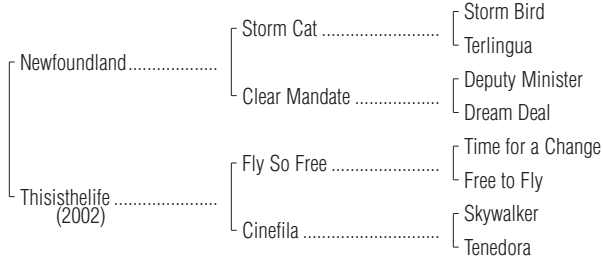 Storm Bird
Storm Cat ........................
Terlingua
Newfoundland..................
Deputy Minister
Clear Mandate .................
Dream Deal
Time for a Change
Fly So Free ......................
Free to Fly
Thisisthelife .....................
(2002)
Skywalker
Cinefila ............................
Tenedora